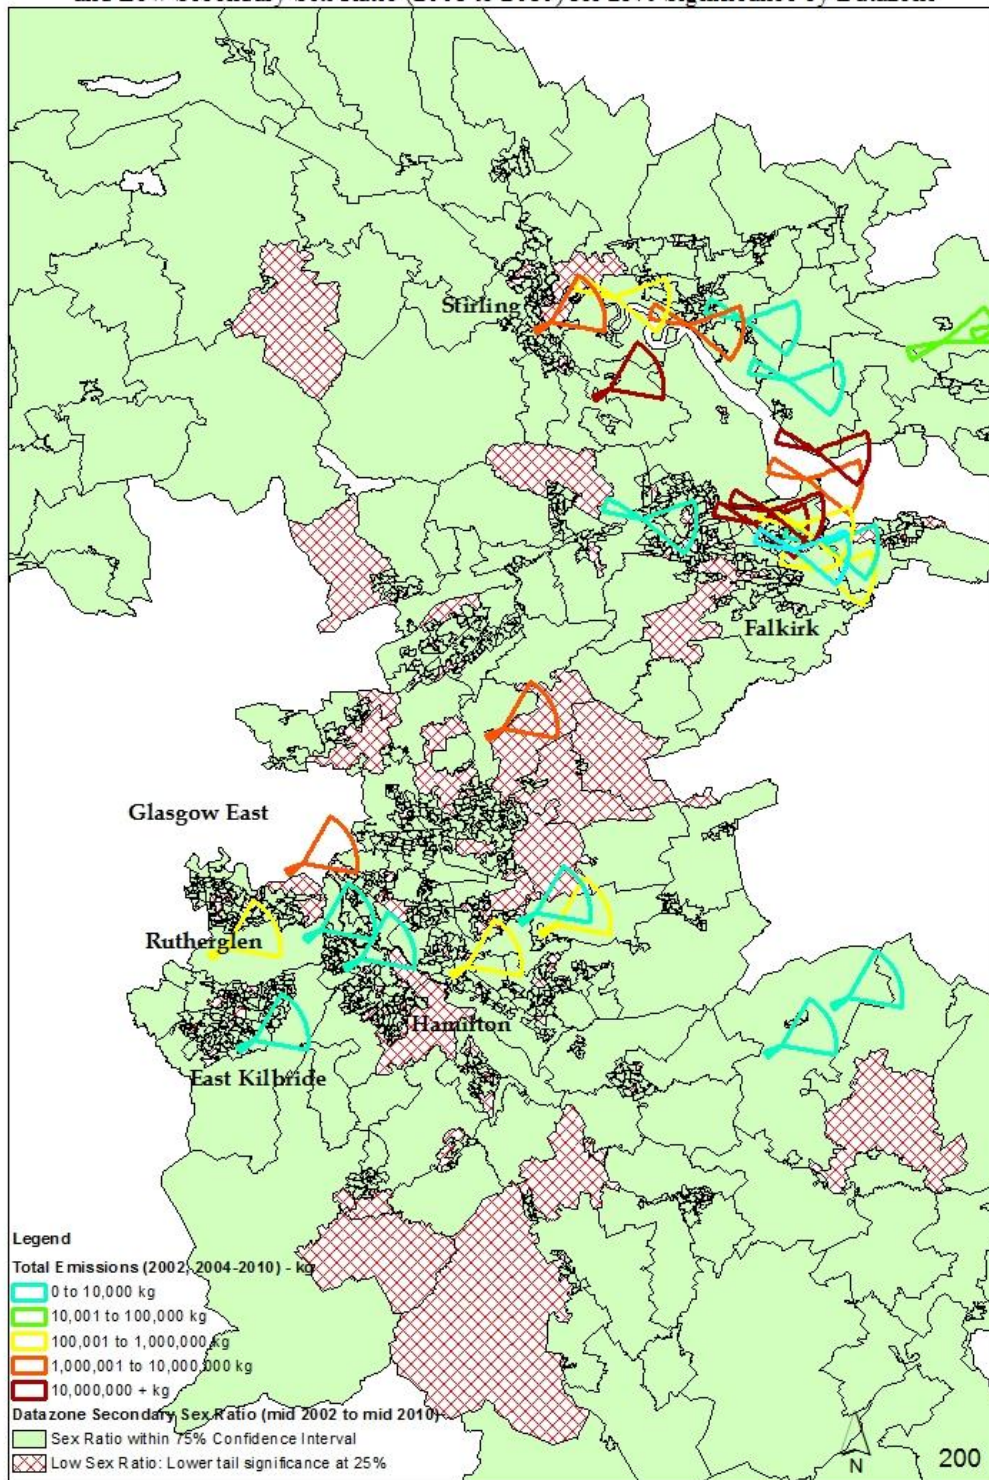 Stirling
Falkirk
Glasgow East
Rutherglen
Hamilton
East Kilbride
Legend
Total Emissions (2002, 2004-2010) - kg
0 to 10,000 kg
10,001 to 100,000 kg
100,001 to 1,000,000 kg
1,000,001 to 10,000,000 kg
10,000,000 + kg
Datazone Secondary Sex Ratio (mid 2002 to mid 2010)
Sex Ratio within 75% Confidence Interval
Low Sex Ratio: Lower tail significance at 25%
N
200